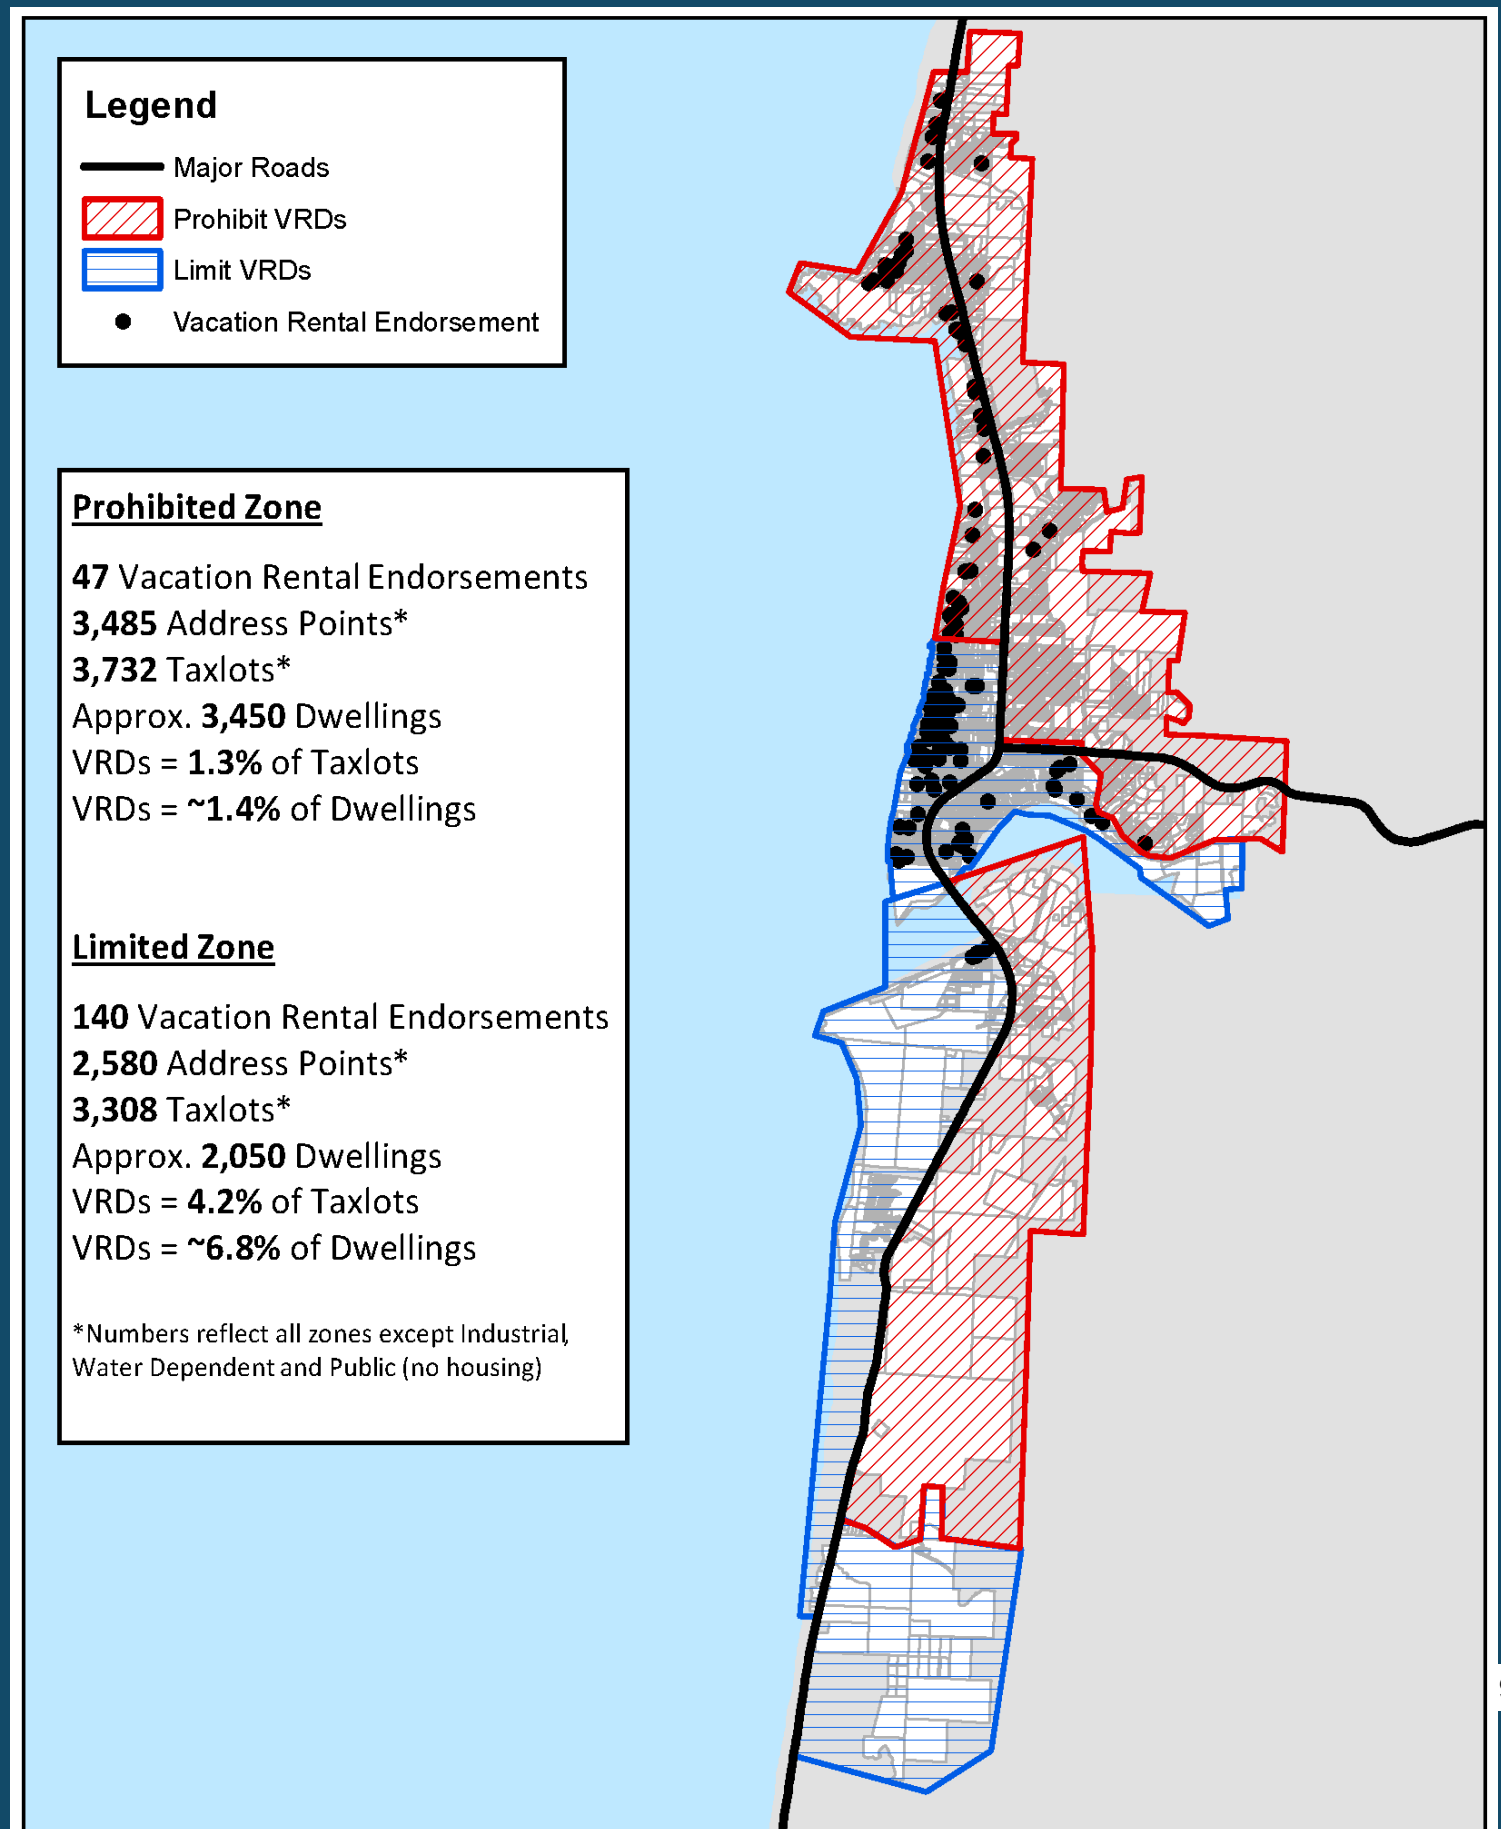 Legend
Major Roads
Prohibit VRDs
Limit VRDs
Vacation Rental Endorsement
Prohibited Zone
47 Vacation Rental Endorsements
3,485 Address Points*
3,732 Taxlots*
Approx. 3,450 Dwellings
VRDs = 1.3% of Taxlots
VRDs = ~1.4% of Dwellings
Limited Zone
140 Vacation Rental Endorsements
2,580 Address Points*
3,308 Taxlots*
Approx. 2,050 Dwellings
VRDs = 4.2% of Taxlots
VRDs = ~6.8% of Dwellings
*Numbers reflect all zones except Industrial,
Water Dependent and Public (no housing)